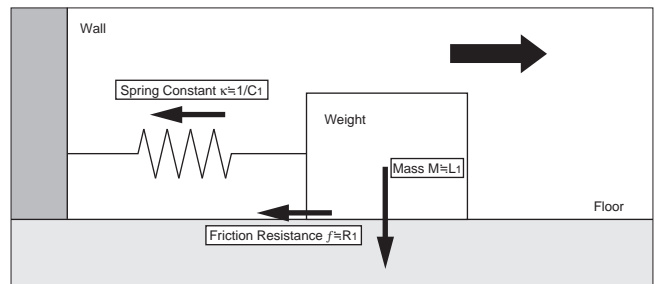 Wall
Spring Constant κ≒1/C1
Weight
Mass M≒L1
Floor
Friction Resistance f≒R1